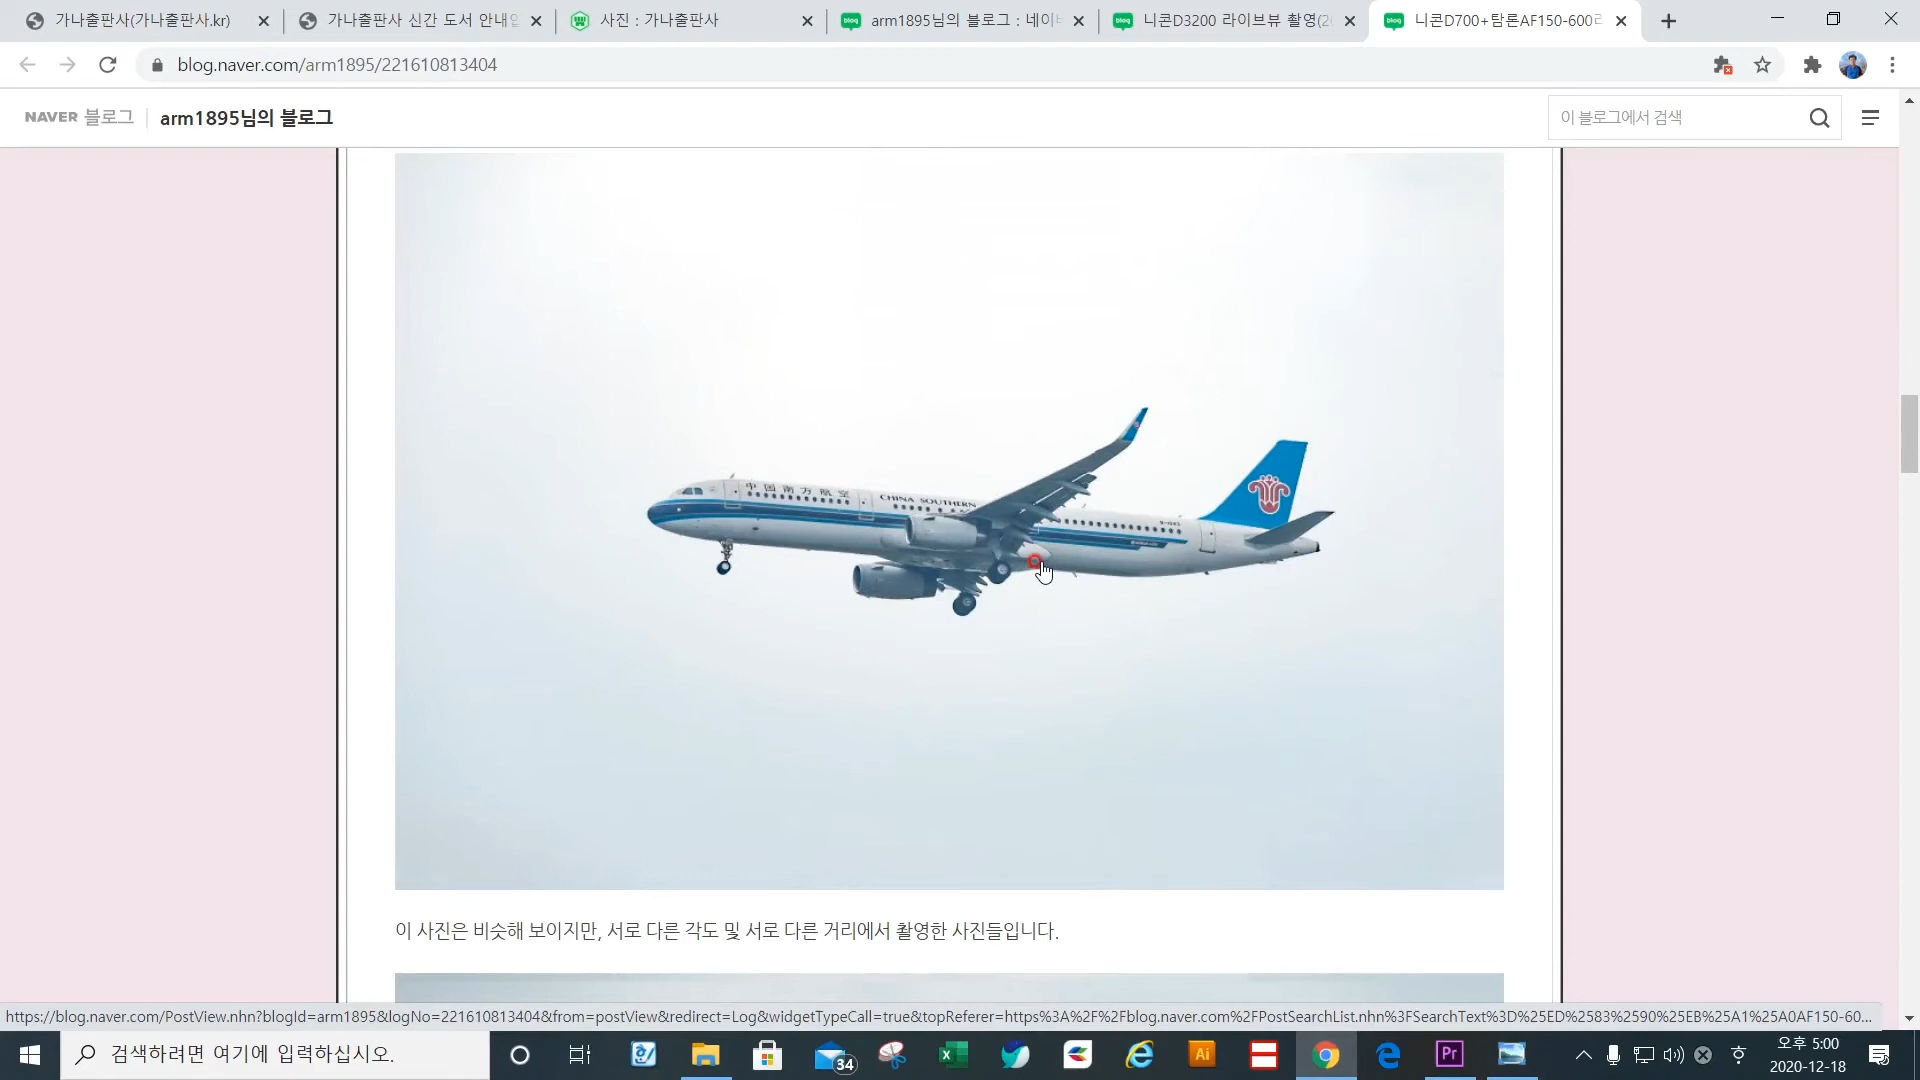 가나출판사(가나출판사.kr)
가나출판사 신간 도서 안내
사진 : 가나출판사
arm1895님의 블로그 : 네이
니콘D3200 라이브뷰 촬영(2
니콘D700+탐론AF150-600
blog.naver.com/arm1895/221610813404
NAVER 블로그
arm1895님의 블로그
이 블로그에서 검색
中国南方航空 CHINA SOUTHERN
이 사진은 비슷해 보이지만, 서로 다른 각도 및 서로 다른 거리에서 촬영한 사진들입니다.
https://blog.naver.com/PostView.nhn?blogId=arm1895&logNo=221610813404&from=postView&redirect=Log&widgetTypeCall=true&topReferer=https%3A%2F%2Fblog.naver.com%2FPostSearchList.nhn%3FSearchText%3D%25ED%2583%2590%25EB%25A1%25A0AF150-60...
검색하려면 여기에 입력하십시오.
34
Ai
Pr
오후 5:00
2020-12-18